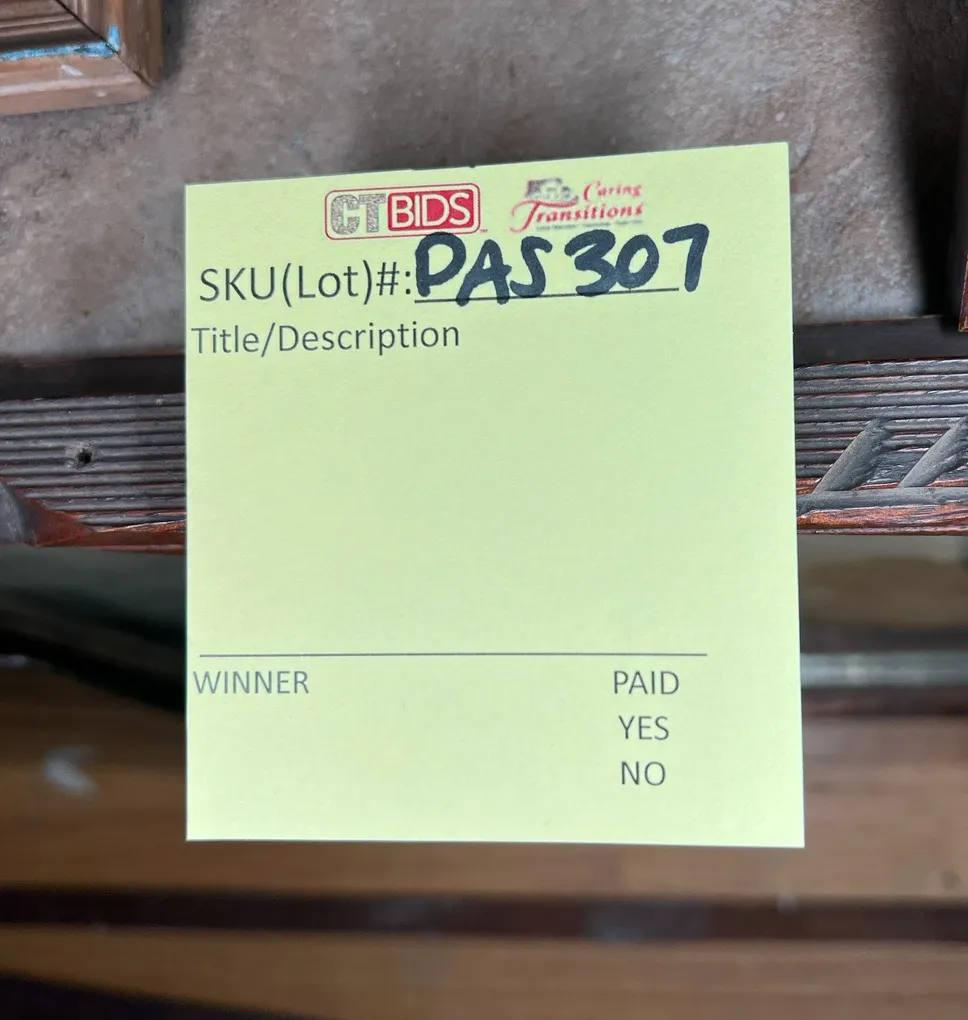 CTBIDS Caring
Transitions
SKU(Lot)#: PAS307
Title/Description
WINNER PAID
YES
NO